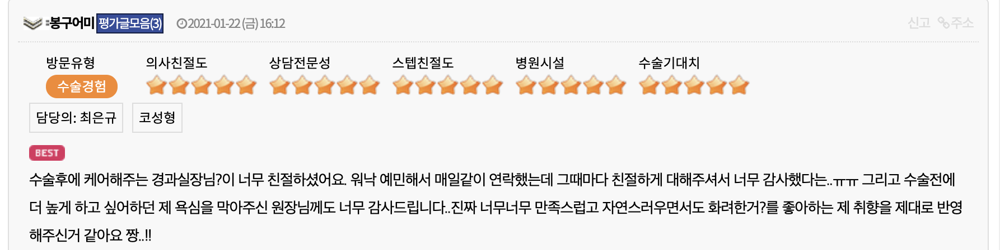 봉구어미 평가글모음(3) 2021-01-22 (금) 16:12 신고 주소
방문유형 의사친절도 상담전문성 스텝친절도 병원시설 수술기대치
수술경험
담당의: 최은규 코성형
BEST
수술후에 케어해주는 경과실장님?이 너무 친절하셨어요. 워낙 예민해서 매일같이 연락했는데 그때마다 친절하게 대해주셔서 너무 감사했다는..ㅠㅠ 그리고 수술전에
더 높게 하고 싶어하던 제 욕심을 막아주신 원장님께도 너무 감사드립니다..진짜 너무너무 만족스럽고 자연스러우면서도 화려한거?를 좋아하는 제 취향을 제대로 반영
해주신거 같아요 짱..!!